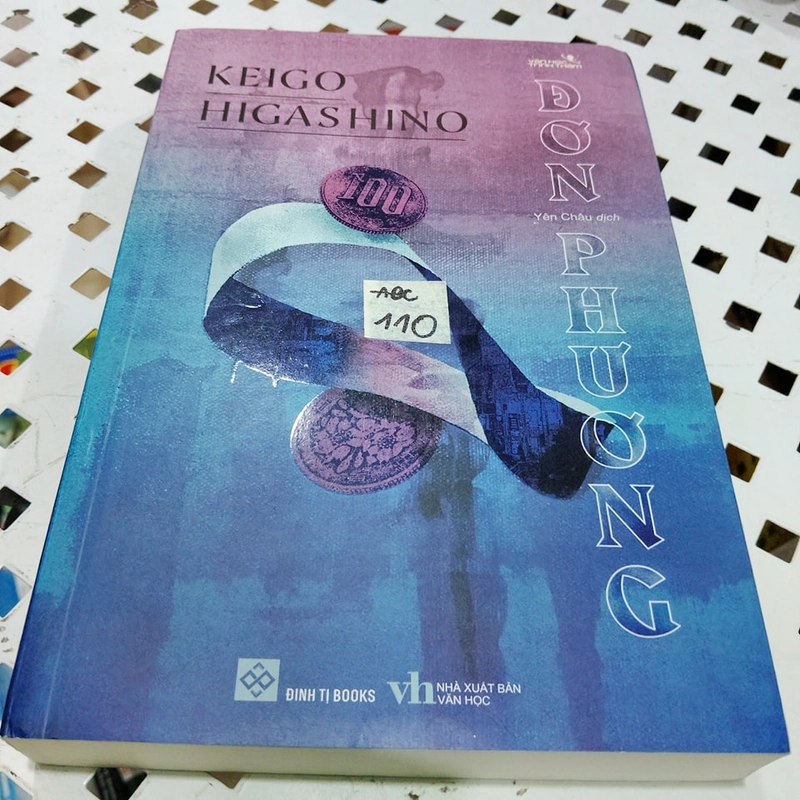 KEIGO
HIGASHINO
ĐƠN
Yên Châu dịch
PHƯƠNG
100
ABC
110
ĐINH TỊ BOOKS
vh NHÀ XUẤT BẢN
VĂN HỌC